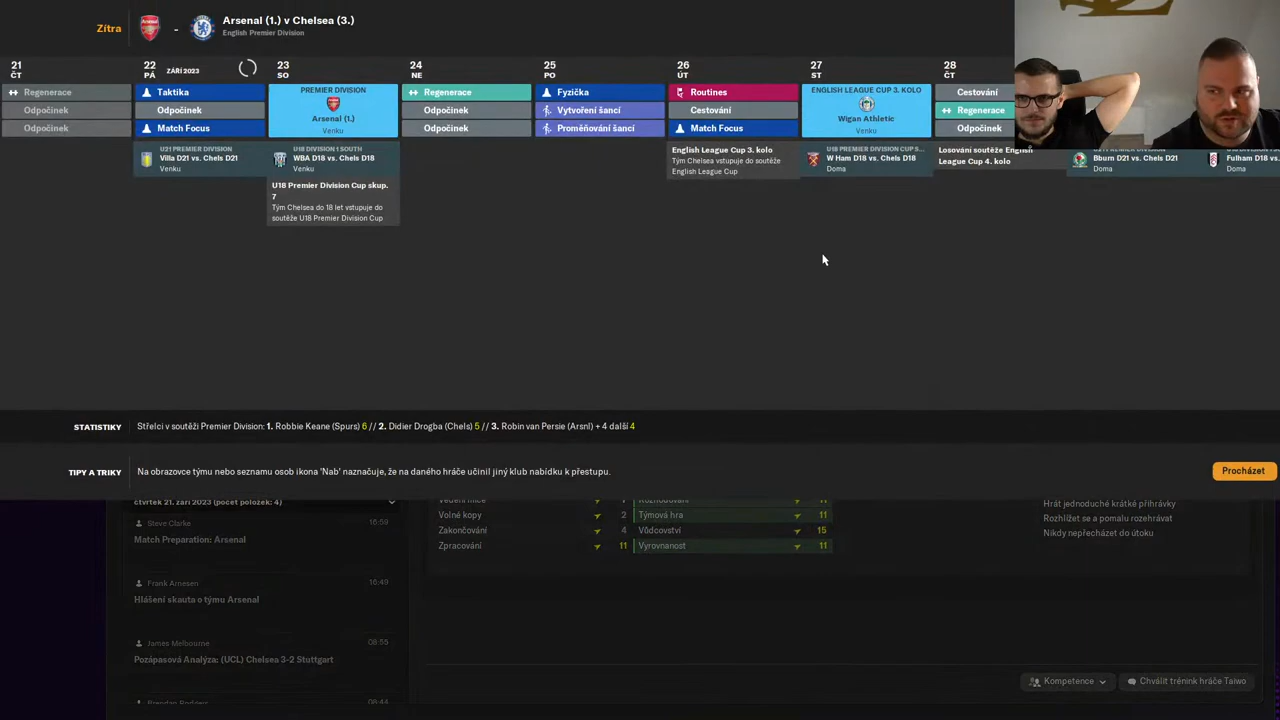 Zítra
-
Arsenal (1.) v Chelsea (3.)
English Premier Division
21
ČT
22
PÁ
ZÁŘÍ 2023
23
SO
24
NE
25
PO
26
ÚT
27
ST
28
ČT
Regenerace
Odpočinek
Odpočinek
Taktika
Odpočinek
Match Focus
PREMIER DIVISION
Arsenal (1.)
Venku
Regenerace
Odpočinek
Fyzička
Vytvoření šancí
Proměňování šancí
Routines
Cestování
Match Focus
ENGLISH LEAGUE CUP 3. KOLO
Wigan Athletic
Venku
Cestování
Regenerace
Odpočinek
U21 PREMIER DIVISION
Villa D21 vs. Chels D21
Venku
U18 DIVISION 1 SOUTH
WBA D18 vs. Chels D18
Venku
U18 Premier Division Cup skup.
7
Tým Chelsea do 18 let vstupuje do
soutěže U18 Premier Division Cup
English League Cup 3. kolo
Tým Chelsea vstupuje do soutěže
English League Cup
U18 PREMIER DIVISION CUP S...
W Ham D18 vs. Chels D18
Doma
Losování soutěže English
League Cup 4. kolo
Bburn D21 vs. Chels D21
Doma
Fulham D18 vs.
Doma
STATISTIKY
Střelci v soutěži Premier Division: 1. Robbie Keane (Spurs) 6 // 2. Didier Drogba (Chels) 5 // 3. Robin van Persie (Arsnl) + 4 další 4
TIPY A TRIKY
Na obrazovce týmu nebo seznamu osob ikona 'Nab' naznačuje, že na daného hráče učinil jiný klub nabídku k přestupu.
Procházet
čtvrtek 21. září 2023 (počet položek: 4)
Steve Clarke
16:59
Match Preparation: Arsenal
Frank Arnesen
16:49
Hlášení skauta o týmu Arsenal
James Melbourne
08:55
Pozápasová Analýza: (UCL) Chelsea 3-2 Stuttgart
08:44
Volné kopy 2
Týmová hra 11
Zakončování 4
Vůdcovství 15
Zpracování 11
Vyrovnanost 11
Hrát jednoduché krátké přihrávky
Rozhlížet se a pomalu rozehrávat
Nikdy nepřecházet do útoku
Kompetence
Chválit trénink hráče Taiwo